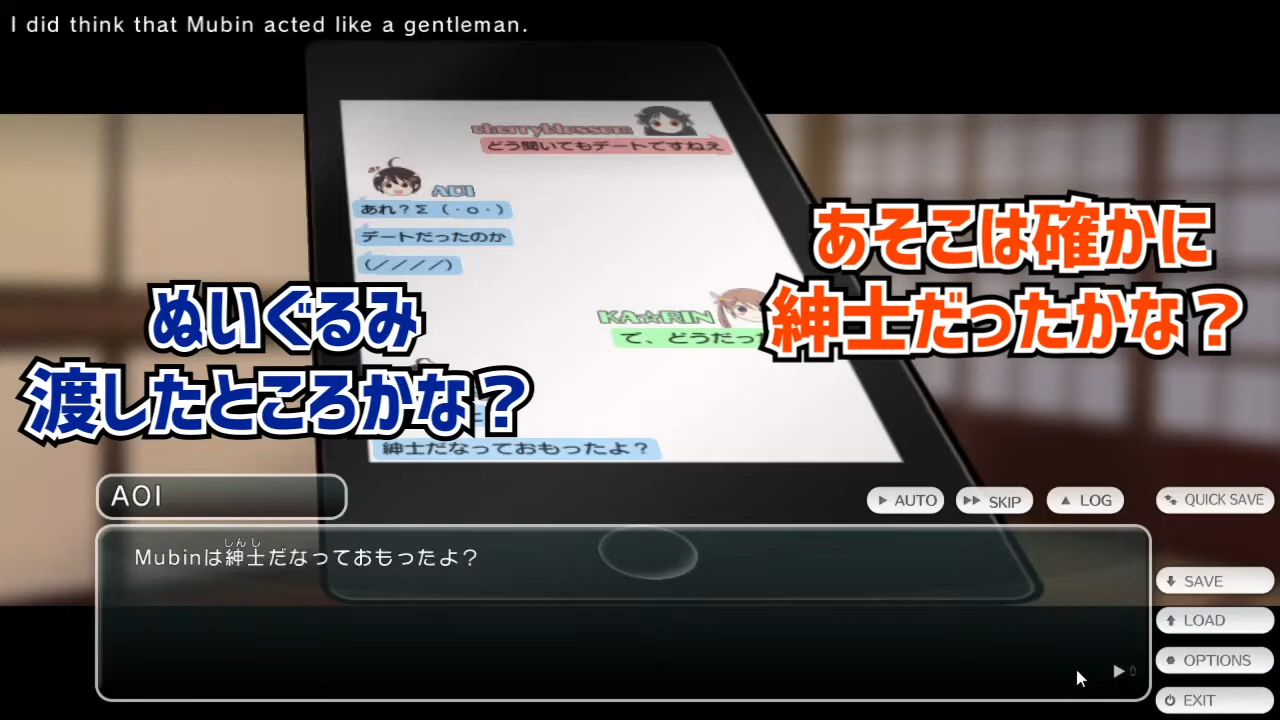 I did think that Mubin acted like a gentleman.
cherryblossom
どう聞いてもデートですねえ
AOI
あれ？Σ（・ｏ・）
デートだったのか
(／／／／)
KA☆RIN
て、どうだっ
あそこは確かに
紳士だったかな？
ぬいぐるみ
渡したところかな？
紳士だなっておもったよ？
AOI
AUTO
SKIP
LOG
QUICK SAVE
しんし
Mubinは紳士だなっておもったよ？
SAVE
LOAD
OPTIONS
EXIT